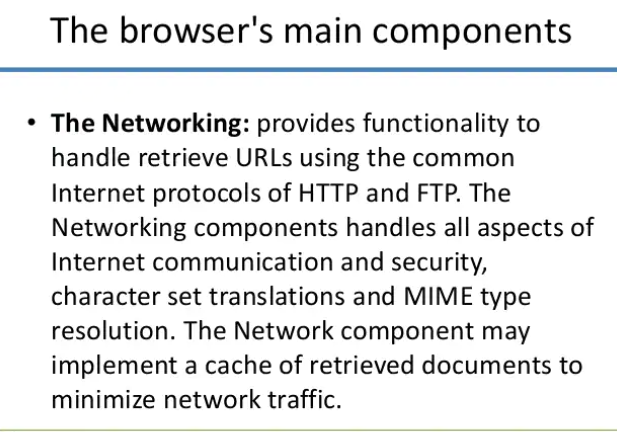 The browser's main components
• The Networking: provides functionality to
handle retrieve URLs using the common
Internet protocols of HTTP and FTP. The
Networking components handles all aspects of
Internet communication and security,
character set translations and MIME type
resolution. The Network component may
implement a cache of retrieved documents to
minimize network traffic.